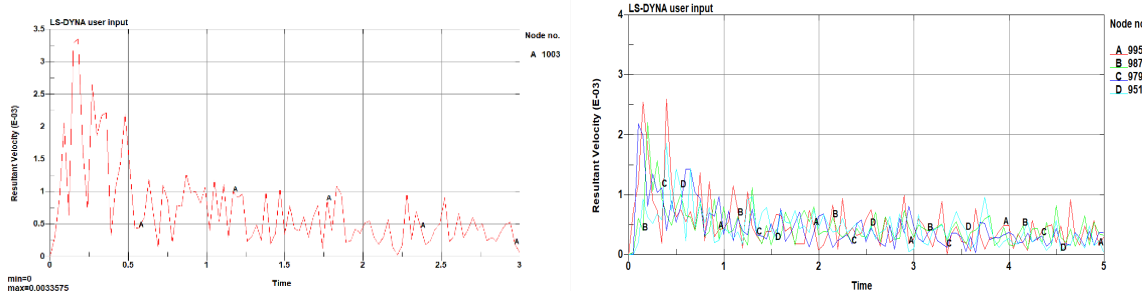 LS-DYNA user input
3.5
3
2.5
2
1.5
1
0.5
0
Resultant Velocity (E-03)
0 0.5 1 1.5 2 2.5 3
Time
min=0
max=0.0033575
Node no.
A 1003
A A A A A
LS-DYNA user input
4
3
2
1
0
Resultant Velocity (E-03)
0 1 2 3 4 5
Time
Node no
A 995
B 987
C 979
D 951
B C D A B C D A B C D A B C D A B C D A